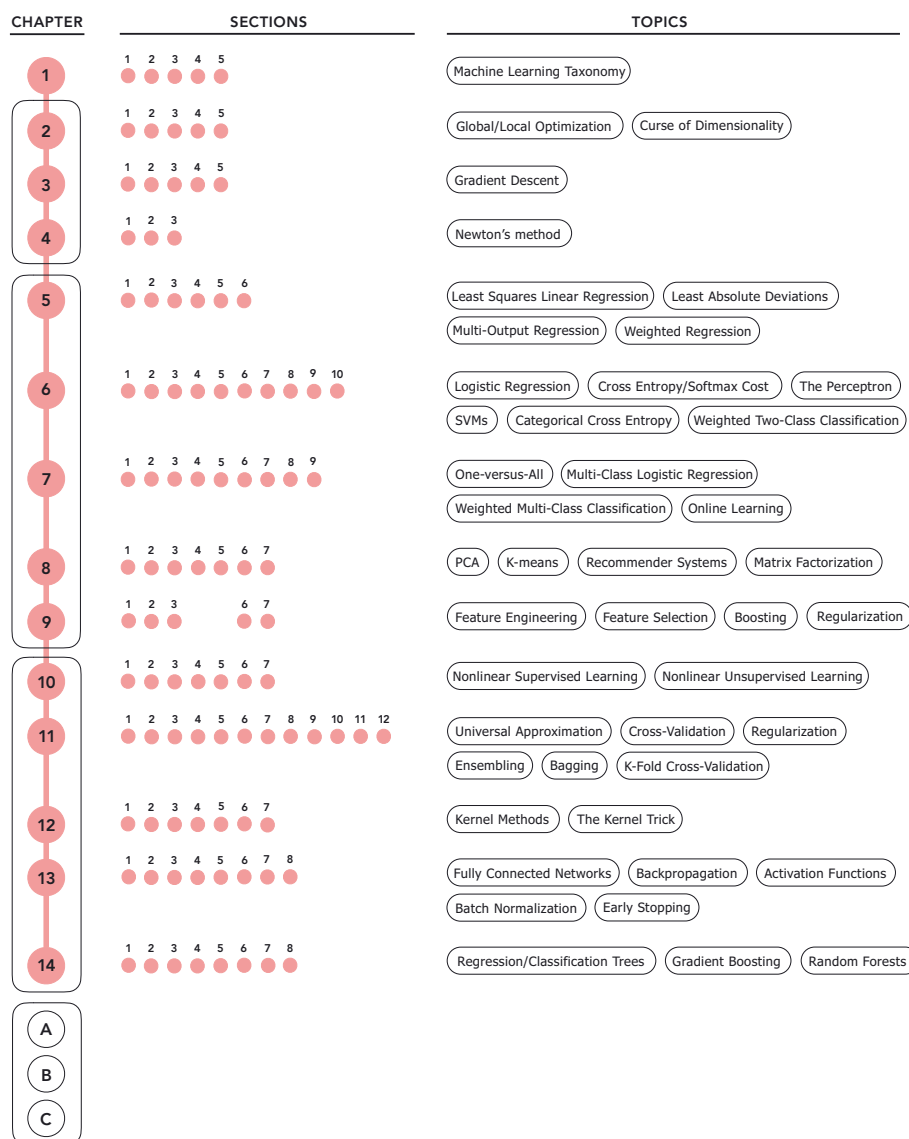 CHAPTER SECTIONS TOPICS
1 1 2 3 4 5 Machine Learning Taxonomy
2 1 2 3 4 5 Global/Local Optimization Curse of Dimensionality
3 1 2 3 4 5 Gradient Descent
4 1 2 3 Newton's method
5 1 2 3 4 5 6 Least Squares Linear Regression Least Absolute Deviations
Multi-Output Regression Weighted Regression
6 1 2 3 4 5 6 7 8 9 10 Logistic Regression Cross Entropy/Softmax Cost The Perceptron
SVMs Categorical Cross Entropy Weighted Two-Class Classification
7 1 2 3 4 5 6 7 8 9 One-versus-All Multi-Class Logistic Regression
Weighted Multi-Class Classification Online Learning
8 1 2 3 4 5 6 7 PCA K-means Recommender Systems Matrix Factorization
9 1 2 3 6 7 Feature Engineering Feature Selection Boosting Regularization
10 1 2 3 4 5 6 7 Nonlinear Supervised Learning Nonlinear Unsupervised Learning
11 1 2 3 4 5 6 7 8 9 10 11 12 Universal Approximation Cross-Validation Regularization
Ensembling Bagging K-Fold Cross-Validation
12 1 2 3 4 5 6 7 Kernel Methods The Kernel Trick
13 1 2 3 4 5 6 7 8 Fully Connected Networks Backpropagation Activation Functions
Batch Normalization Early Stopping
14 1 2 3 4 5 6 7 8 Regression/Classification Trees Gradient Boosting Random Forests
A
B
C